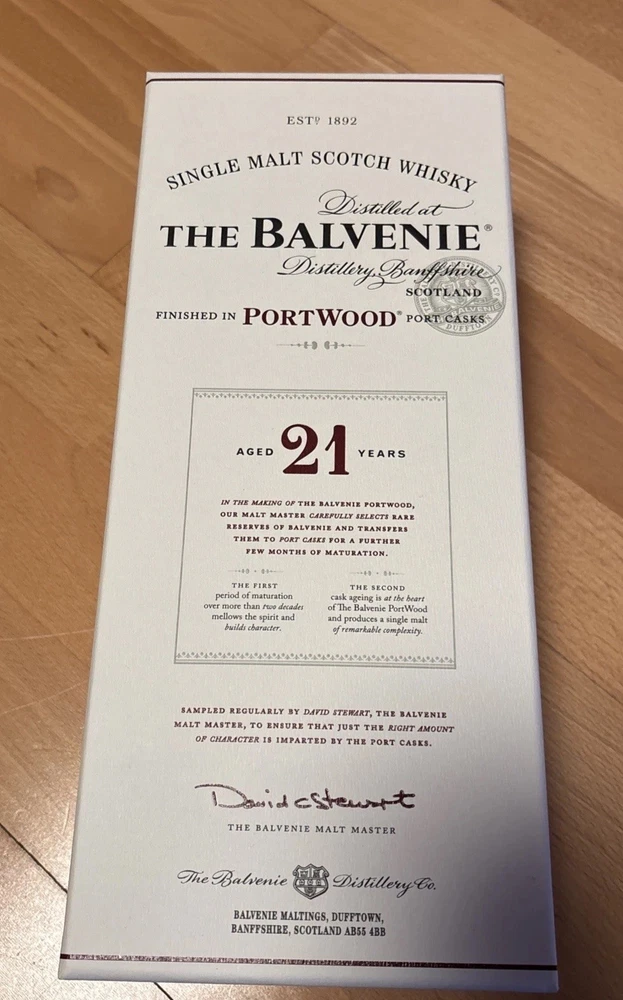 ESTD 1892
SINGLE MALT SCOTCH WHISKY
Distilled at
THE BALVENIE®
Distillery, Banffshire
SCOTLAND
FINISHED IN PORTWOOD® PORT CASKS
AGED 21 YEARS
IN THE MAKING OF THE BALVENIE PORTWOOD,
OUR MALT MASTER CAREFULLY SELECTS RARE
RESERVES OF BALVENIE AND TRANSFERS
THEM TO PORT CASKS FOR A FURTHER
FEW MONTHS OF MATURATION.
THE FIRST
period of maturation
over more than two decades
mellows the spirit and
builds character.
THE SECOND
cask ageing is at the heart
of The Balvenie PortWood
and produces a single malt
of remarkable complexity.
SAMPLED REGULARLY BY DAVID STEWART, THE BALVENIE
MALT MASTER, TO ENSURE THAT JUST THE RIGHT AMOUNT
OF CHARACTER IS IMPARTED BY THE PORT CASKS.
David C Stewart
THE BALVENIE MALT MASTER
The Balvenie Distillery Co.
BALVENIE MALTINGS, DUFFTOWN,
BANFFSHIRE, SCOTLAND AB55 4BB